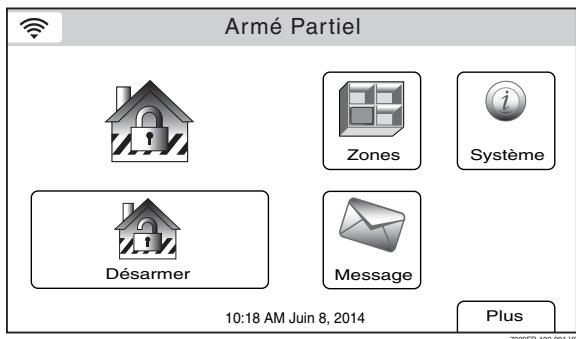 Armé Partiel
Zones
Système
Désarmer
Message
10:18 AM Juin 8, 2014
Plus